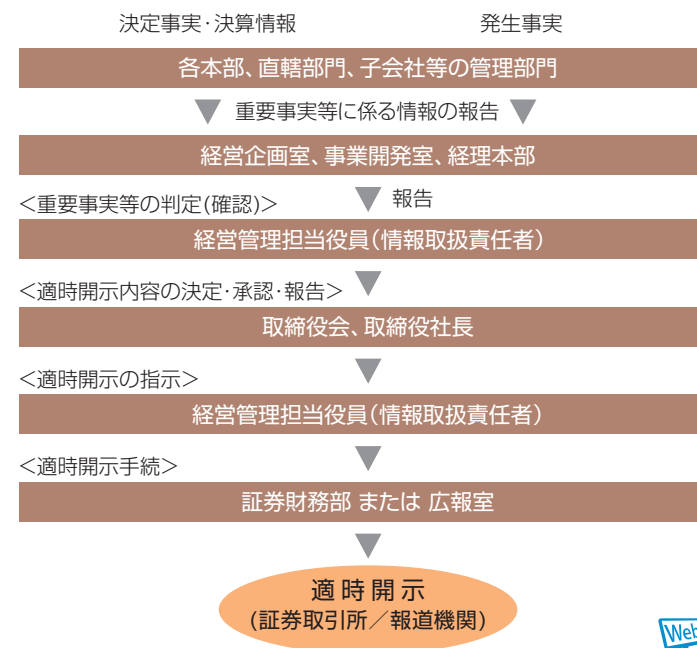 決定事実・決算情報 発生事実
各本部、直轄部門、子会社等の管理部門
重要事実等に係る情報の報告
経営企画室、事業開発室、経理本部
<重要事実等の判定(確認)> 報告
経営管理担当役員(情報取扱責任者)
<適時開示内容の決定・承認・報告>
取締役会、取締役社長
<適時開示の指示>
経営管理担当役員(情報取扱責任者)
<適時開示手続>
証券財務部 または 広報室
適時開示
(証券取引所／報道機関)
Web